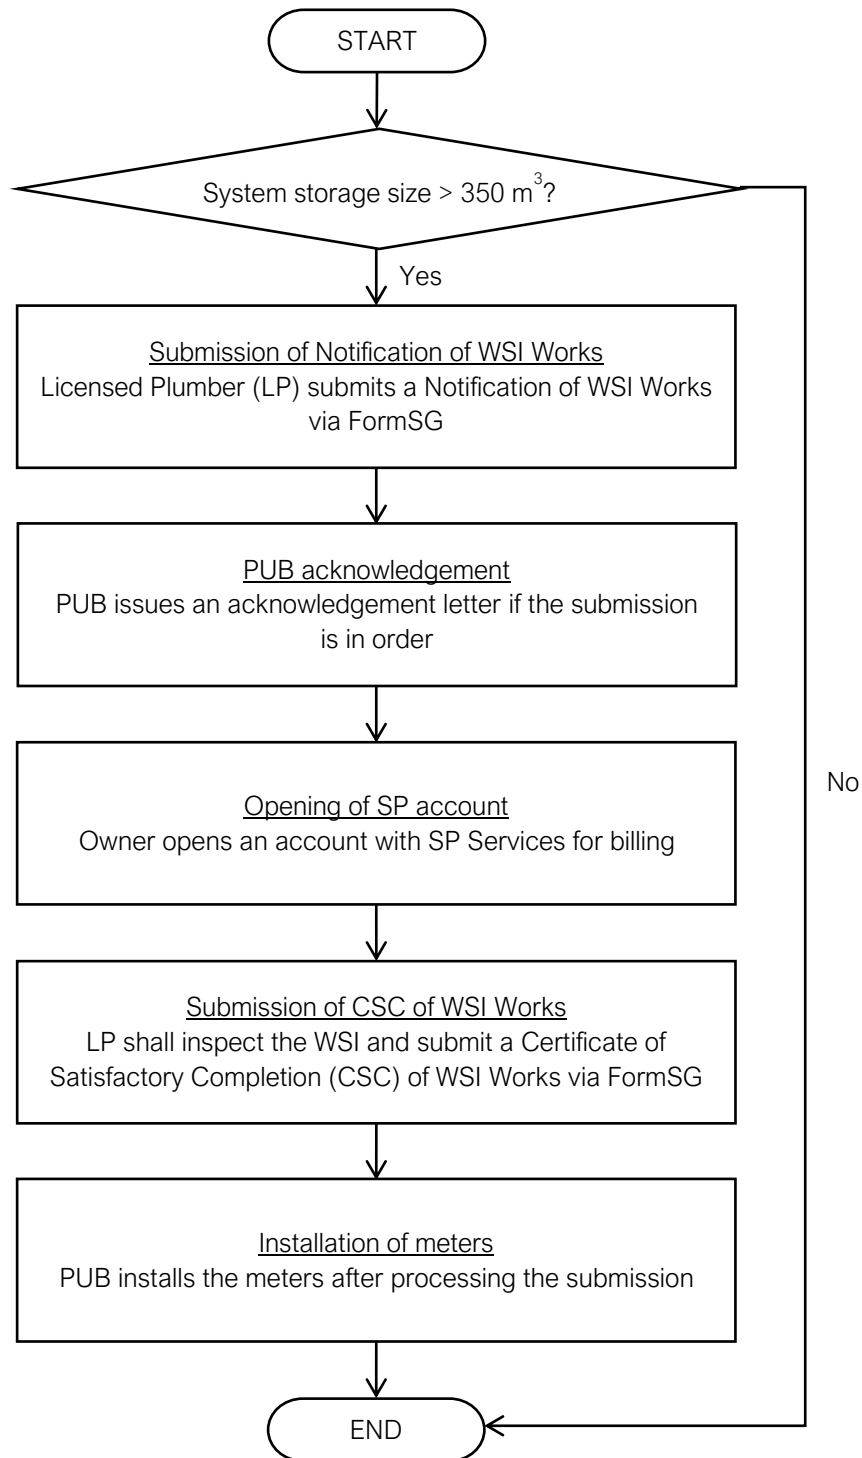 START
System storage size > 350 m³?
Yes
Submission of Notification of WSI Works
Licensed Plumber (LP) submits a Notification of WSI Works
via FormSG
PUB acknowledgement
PUB issues an acknowledgement letter if the submission
is in order
Opening of SP account
Owner opens an account with SP Services for billing
No
Submission of CSC of WSI Works
LP shall inspect the WSI and submit a Certificate of
Satisfactory Completion (CSC) of WSI Works via FormSG
Installation of meters
PUB installs the meters after processing the submission
END